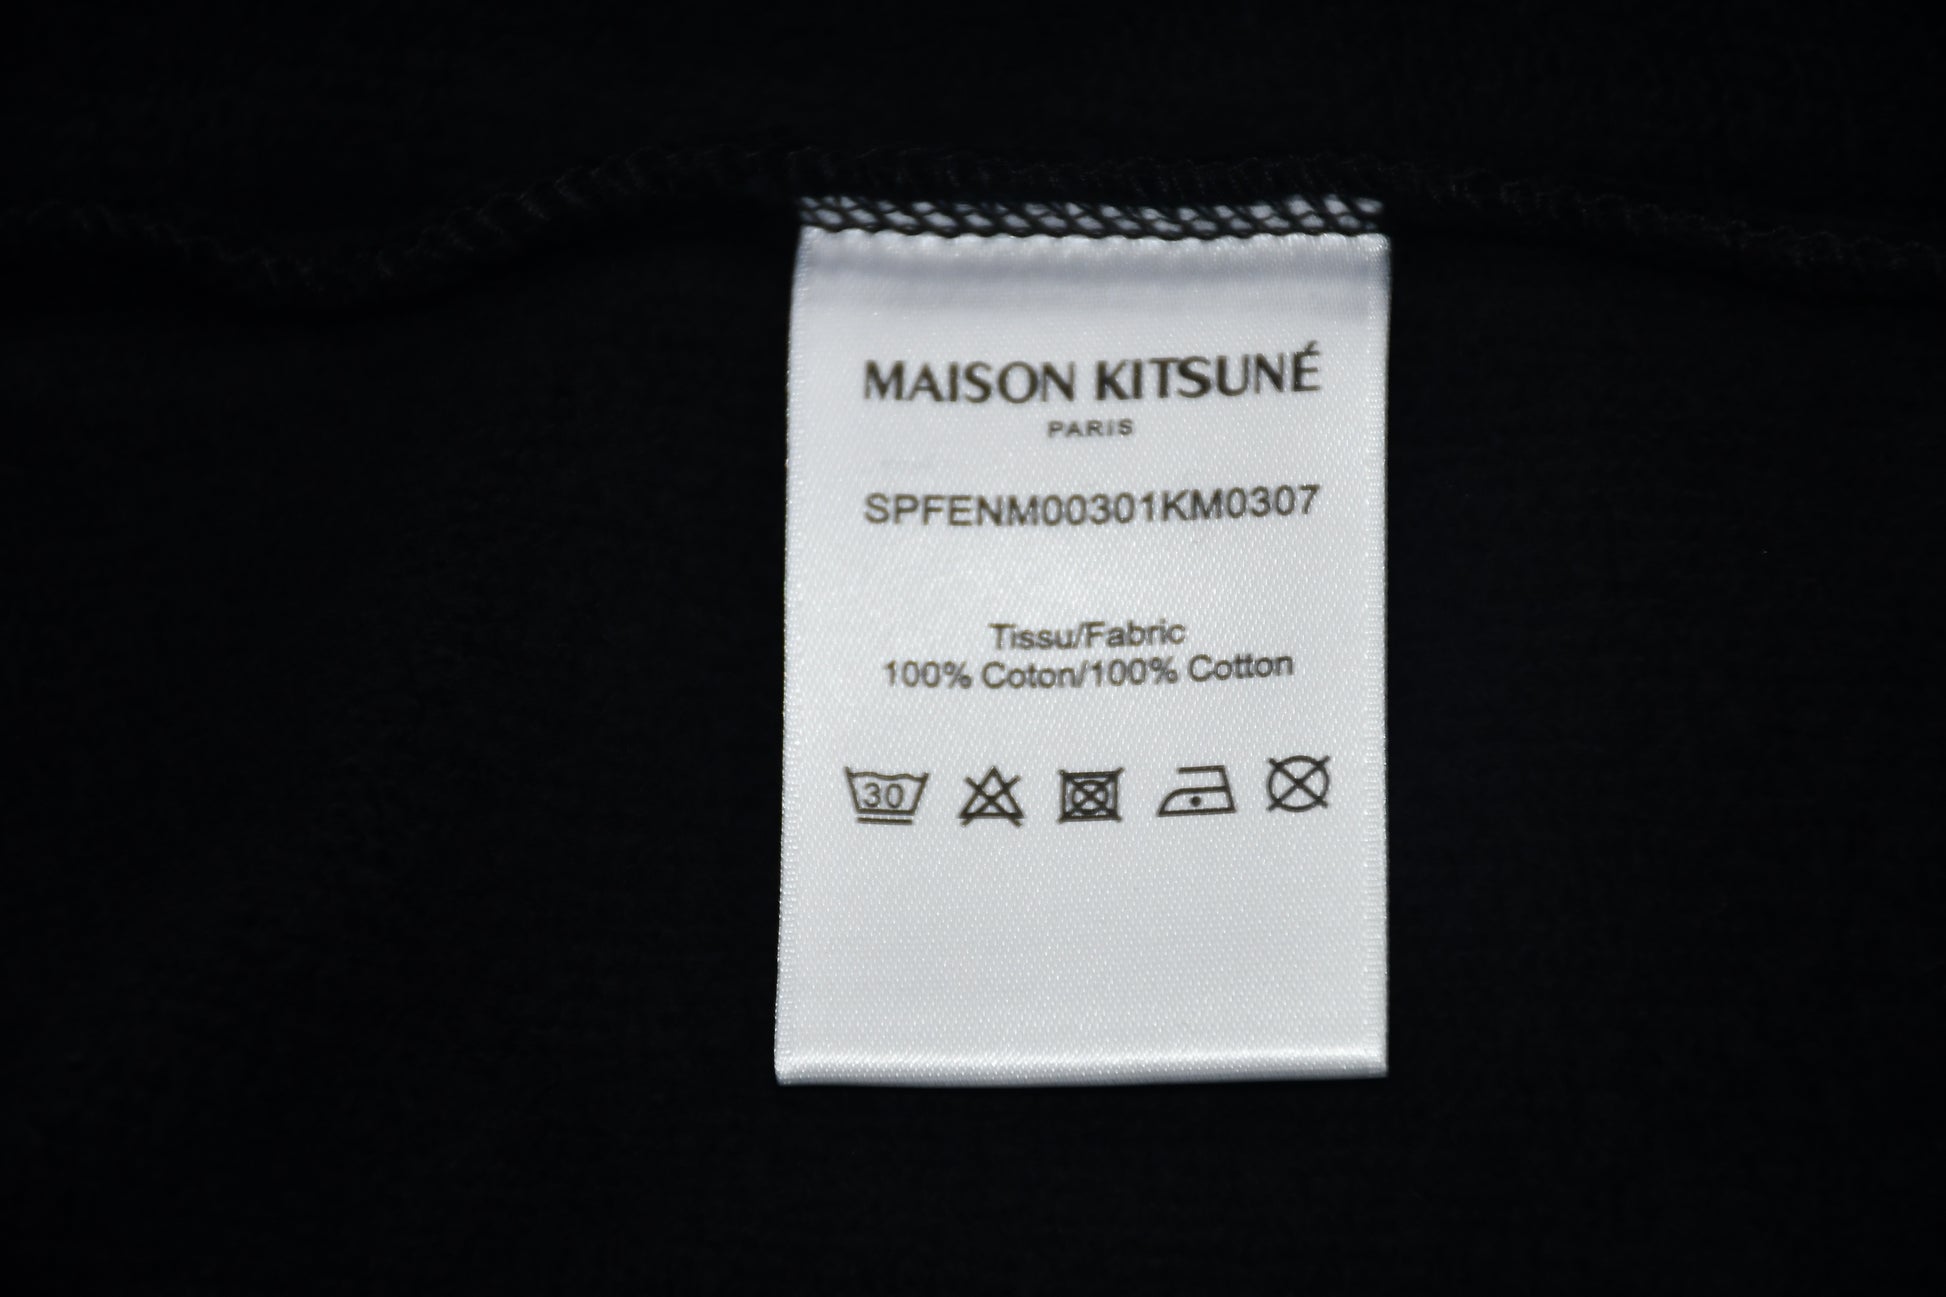 MAISON KITSUNÉ
PARIS
SPFENM00301KM0307
Tissu/Fabric
100% Coton/100% Cotton
30